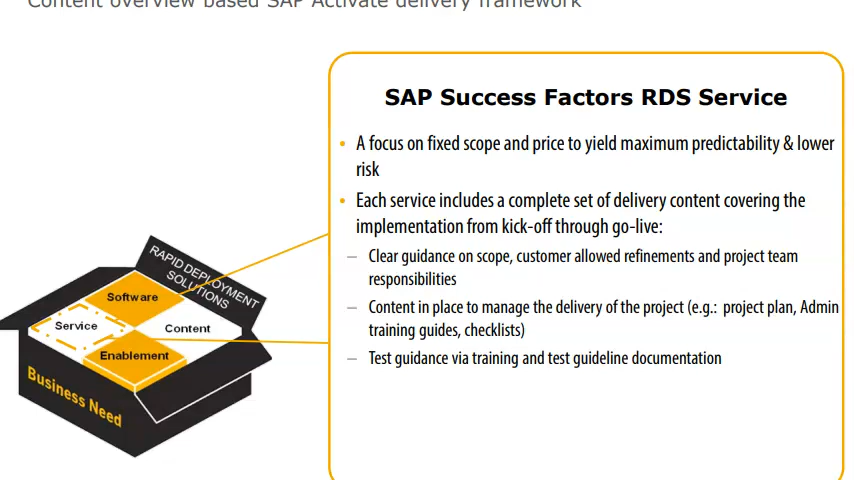 Content overview based SAP Activate delivery framework
SAP Success Factors RDS Service
• A focus on fixed scope and price to yield maximum predictability & lower
risk
• Each service includes a complete set of delivery content covering the
implementation from kick-off through go-live:
– Clear guidance on scope, customer allowed refinements and project team
responsibilities
– Content in place to manage the delivery of the project (e.g.: project plan, Admin
training guides, checklists)
– Test guidance via training and test guideline documentation
RAPID DEPLOYMENT
SOLUTIONS
Software
Service
Content
Enablement
Business Need